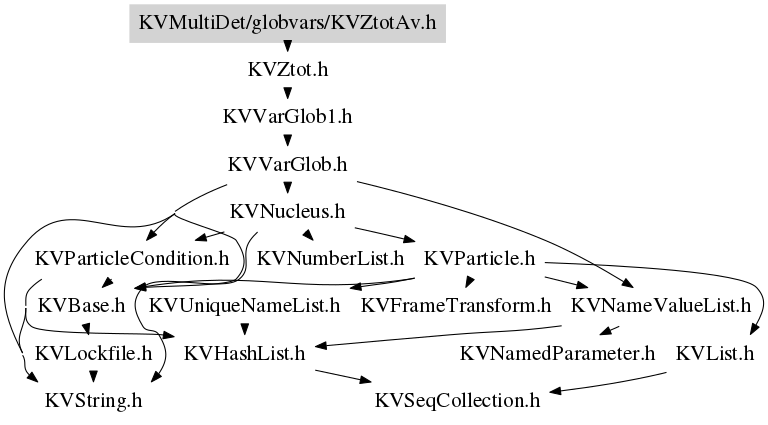 KVMultiDet/globvars/KVZtotAv.h
KVZtot.h
KVVarGlob1.h
KVVarGlob.h
KVNucleus.h
KVParticleCondition.h
KVNumberList.h
KVParticle.h
KVBase.h
KVUniqueNameList.h
KVFrameTransform.h
KVNameValueList.h
KVLockfile.h
KVHashList.h
KVNamedParameter.h
KVList.h
KVString.h
KVSeqCollection.h